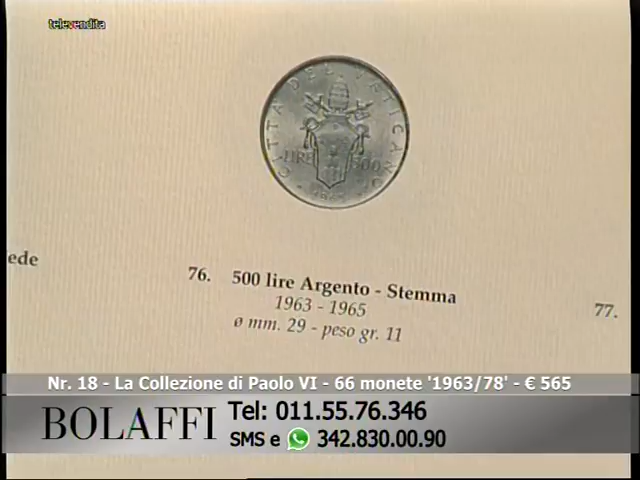 televendita
CITTA DEL VATICANO
LIRE 500
ede
76. 500 lire Argento - Stemma
1963 - 1965
ø mm. 29 - peso gr. 11
77.
Nr. 18 - La Collezione di Paolo VI - 66 monete '1963/78' - € 565
BOLAFFI
Tel: 011.55.76.346
SMS e 342.830.00.90